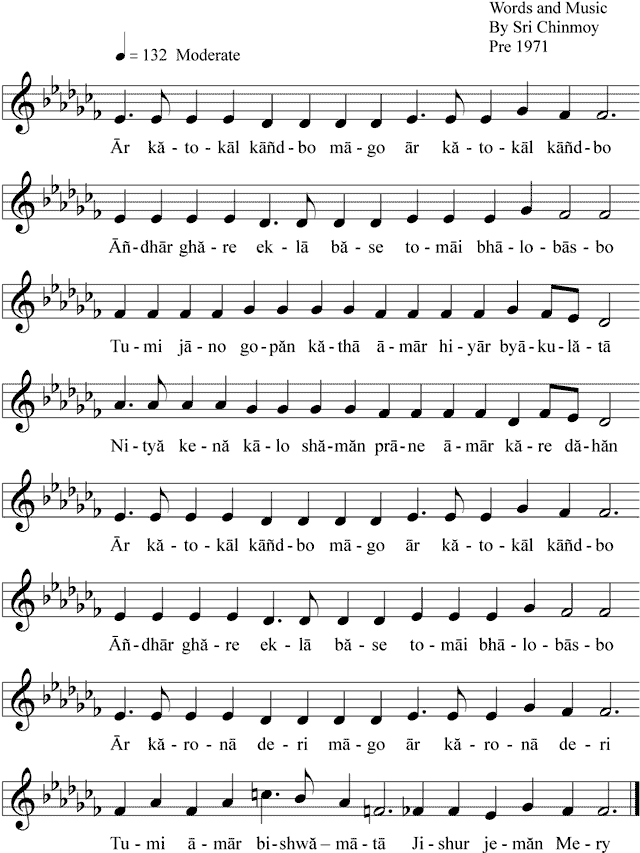 Words and Music
By Sri Chinmoy
Pre 1971
= 132 Moderate
Ār kă - to - kāl kāñd - bo mā - go ār kă - to - kāl kāñd - bo
Āñ - dhār ghă - re ek - lā bă - se to - māi bhā - lo - bās - bo
Tu - mi jā - no go - păn kă - thā ā - mār hi - yār byā - ku - lă - tā
Ni - tyă ke - nă kā - lo shă - măn prā - ne ā - mār kă - re dă - hăn
Ār kă - to - kāl kāñd - bo mā - go ār kă - to - kāl kāñd - bo
Āñ - dhār ghă - re ek - lā bă - se to - māi bhā - lo - bās - bo
Ār kă - ro - nā de - ri mā - go ār kă - ro - nā de - ri
Tu - mi ā - mār bi - shwă – mā - tā Ji - shur je - măn Me - ry